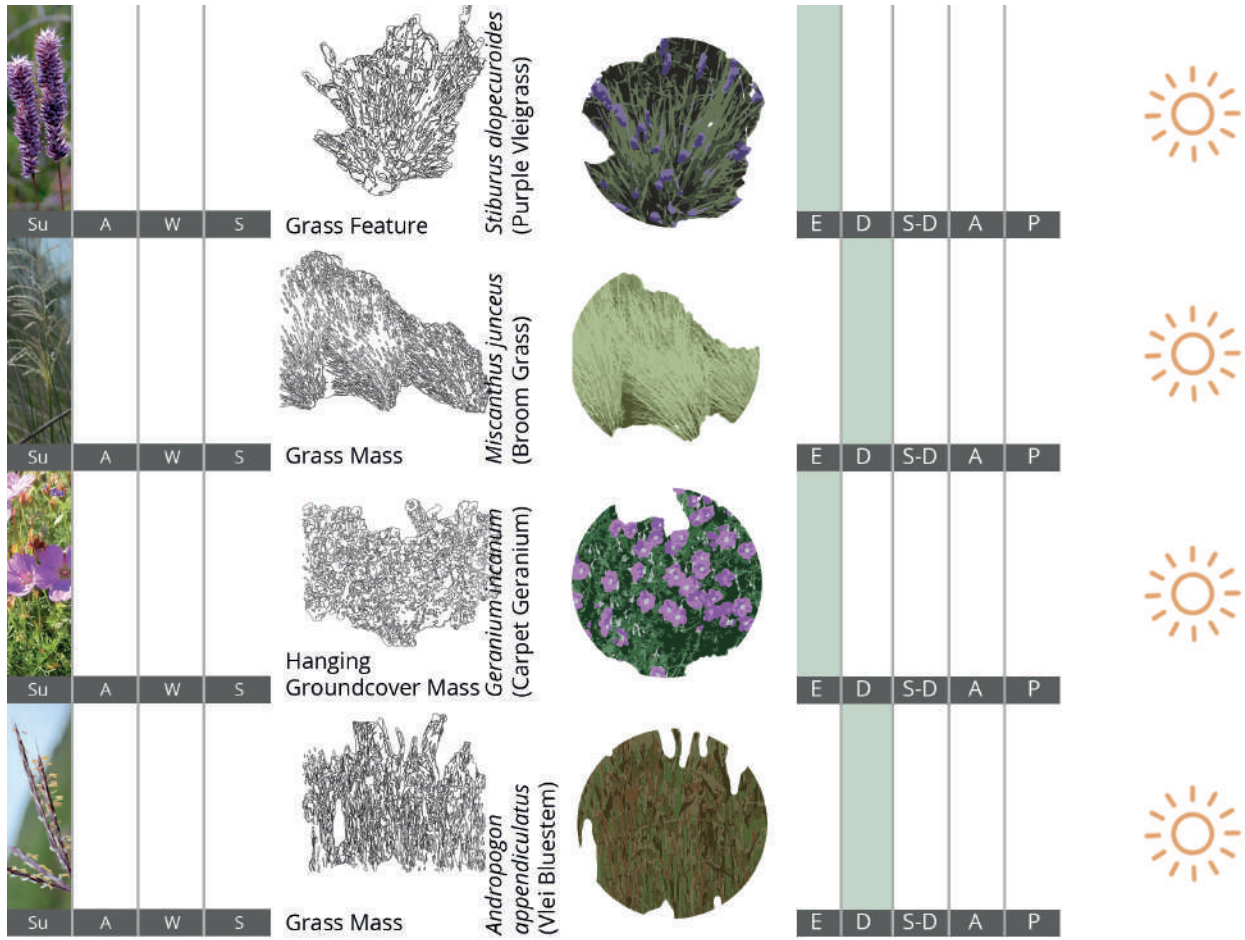 Su A W S
Grass Feature
Stiburus alopecuroides
(Purple Vleigrass)
E D S-D A P
Su A W S
Grass Mass
Miscanthus junceus
(Broom Grass)
E D S-D A P
Su A W S
Hanging
Groundcover Mass
Geranium incanum
(Carpet Geranium)
E D S-D A P
Su A W S
Grass Mass
Andropogon
appendiculatus
(Vlei Bluestem)
E D S-D A P